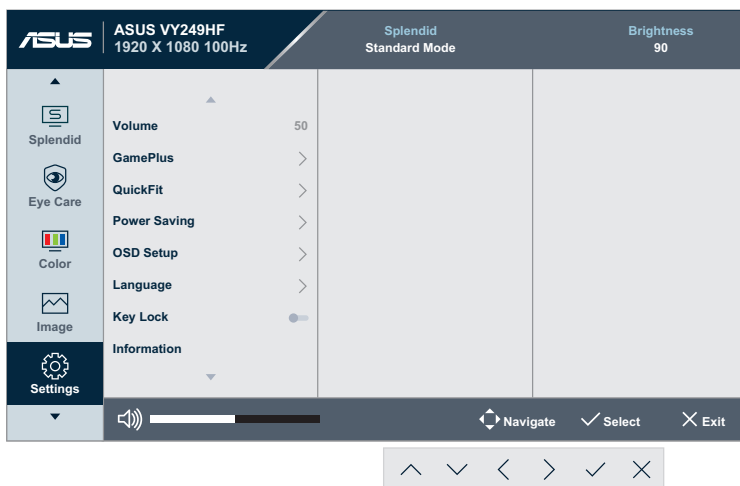 ASUS
ASUS VY249HF
1920 X 1080 100Hz
Splendid
Standard Mode
Brightness
90
Splendid
Eye Care
Color
Image
Settings
Volume 50
GamePlus
QuickFit
Power Saving
OSD Setup
Language
Key Lock
Information
Navigate Select Exit